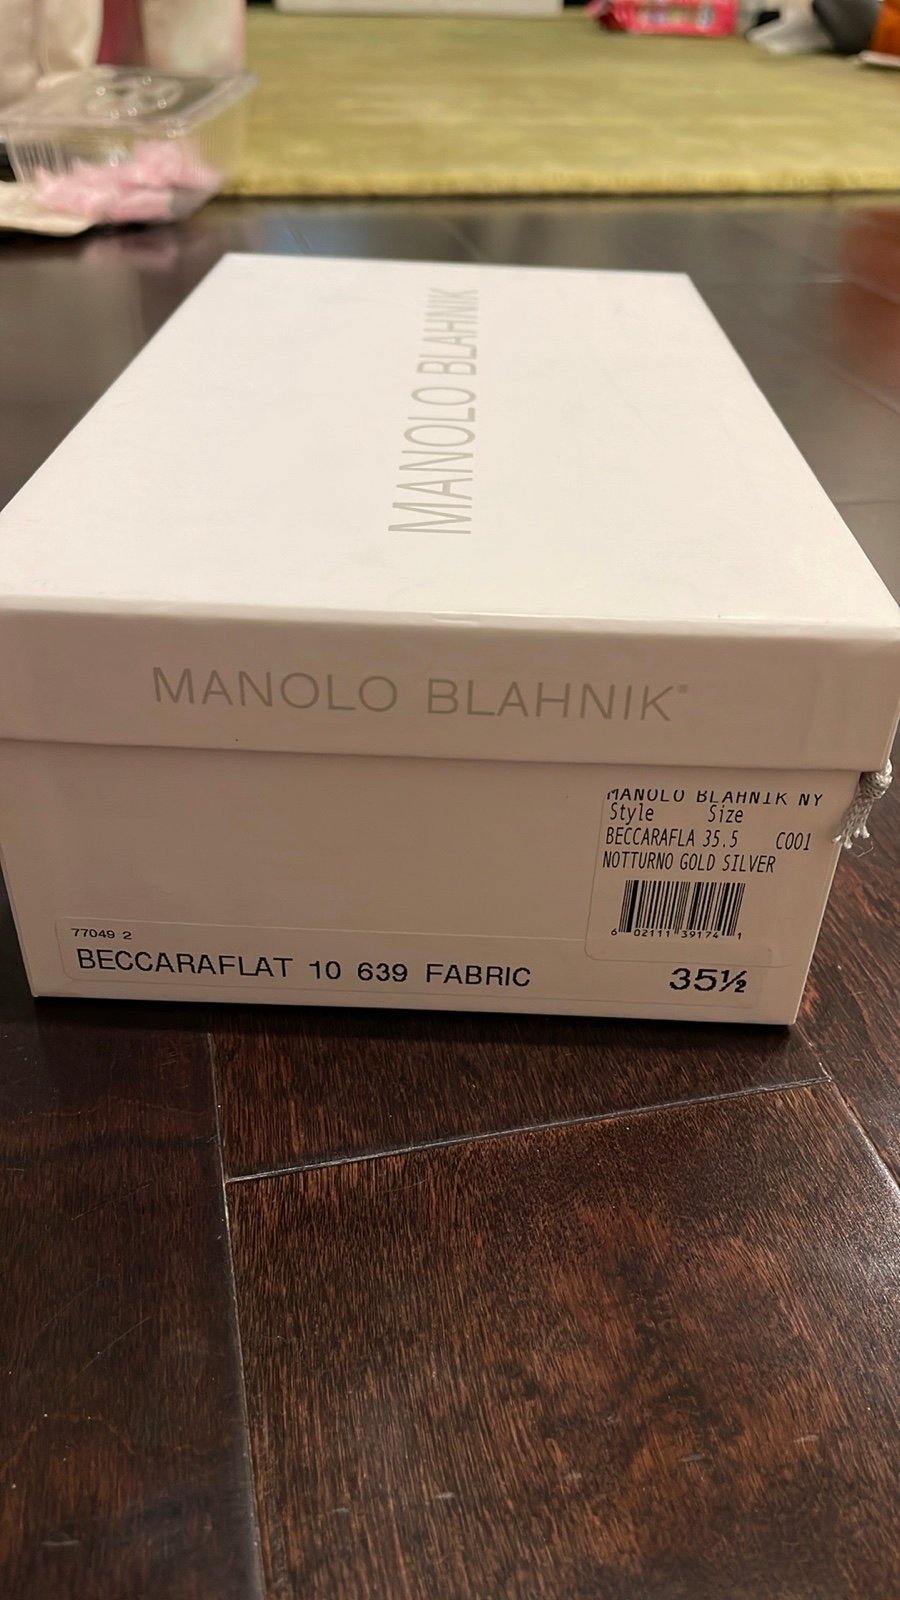 MANOLO BLAHNIK
MANOLO BLAHNIK®
MANOLO BLAHNIK NY
Style Size
BECCARAFLA 35.5 C001
NOTTURNO GOLD SILVER
6 02111 39174 1
77049 2
BECCARAFLAT 10 639 FABRIC 35½